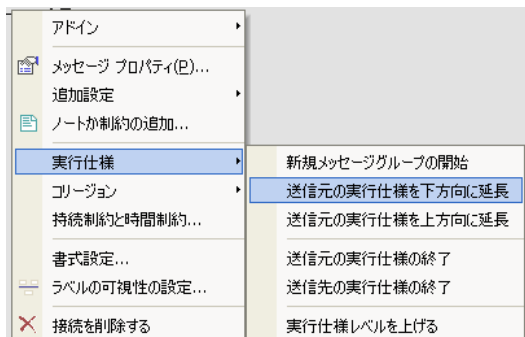 アドイン
メッセージ プロパティ(P)...
追加設定
ノートか制約の追加...
実行仕様
コリージョン
持続制約と時間制約...
書式設定...
ラベルの可視性の設定...
接続を削除する
新規メッセージグループの開始
送信元の実行仕様を下方向に延長
送信元の実行仕様を上方向に延長
送信元の実行仕様の終了
送信先の実行仕様の終了
実行仕様レベルを上げる